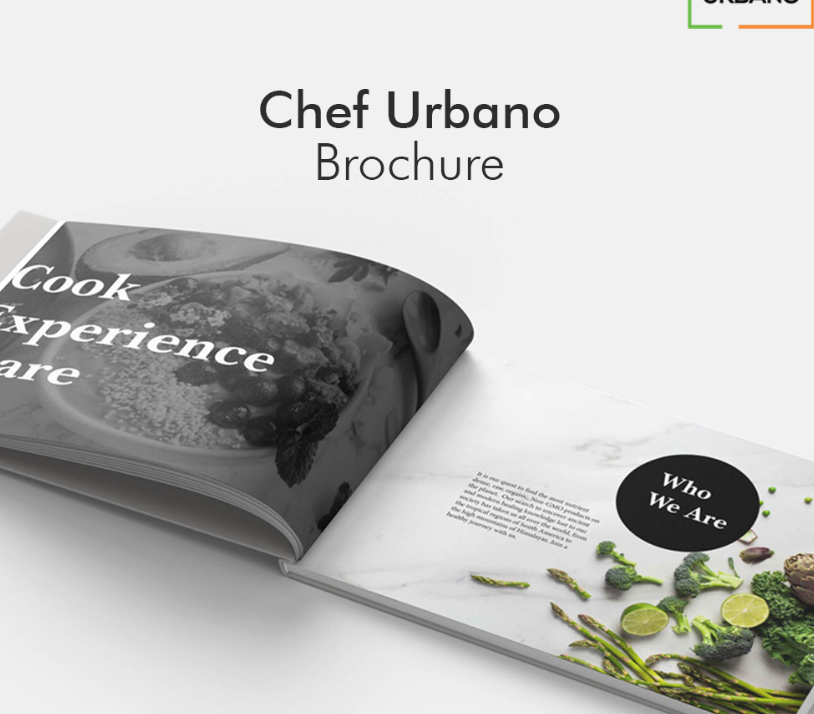 URBANO
Chef Urbano
Brochure
Cook
Experience
are
Who
We Are
It is our quest to find the most nutrient
dense, raw, organic, Non-GMO products on
the planet. Our search to uncover ancient
and modern healing knowledge lost to our
society has taken us all over the world, from
the tropical regions of South America to
the high mountains of Himalayas. Join a
healthy journey with us.